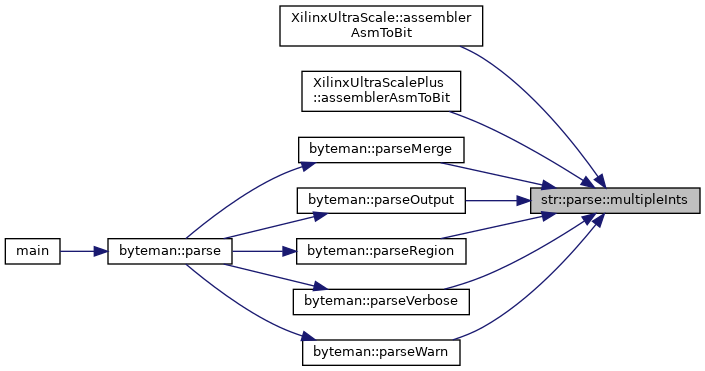 XilinxUltraScale::assembler
AsmToBit
XilinxUltraScalePlus
::assemblerAsmToBit
byteman::parseMerge
byteman::parseOutput
str::parse::multipleInts
main
byteman::parse
byteman::parseRegion
byteman::parseVerbose
byteman::parseWarn